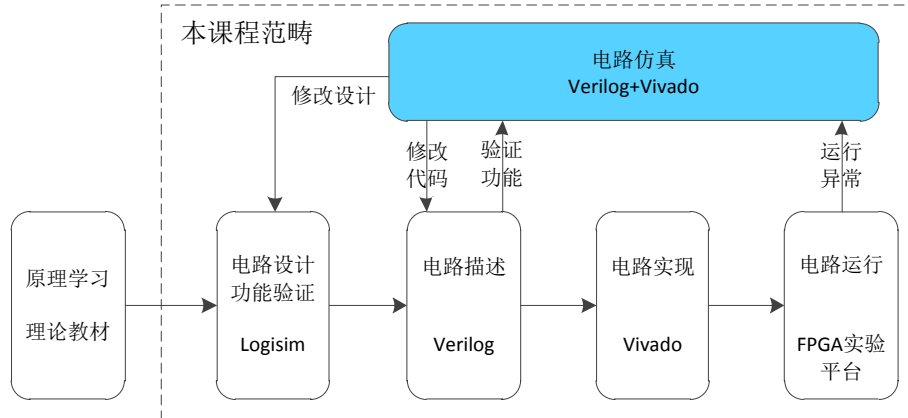 本课程范畴
电路仿真
Verilog+Vivado
修改设计
修改
代码
验证
功能
运行
异常
原理学习
理论教材
电路设计
功能验证
Logisim
电路描述
Verilog
电路实现
Vivado
电路运行
FPGA实验
平台